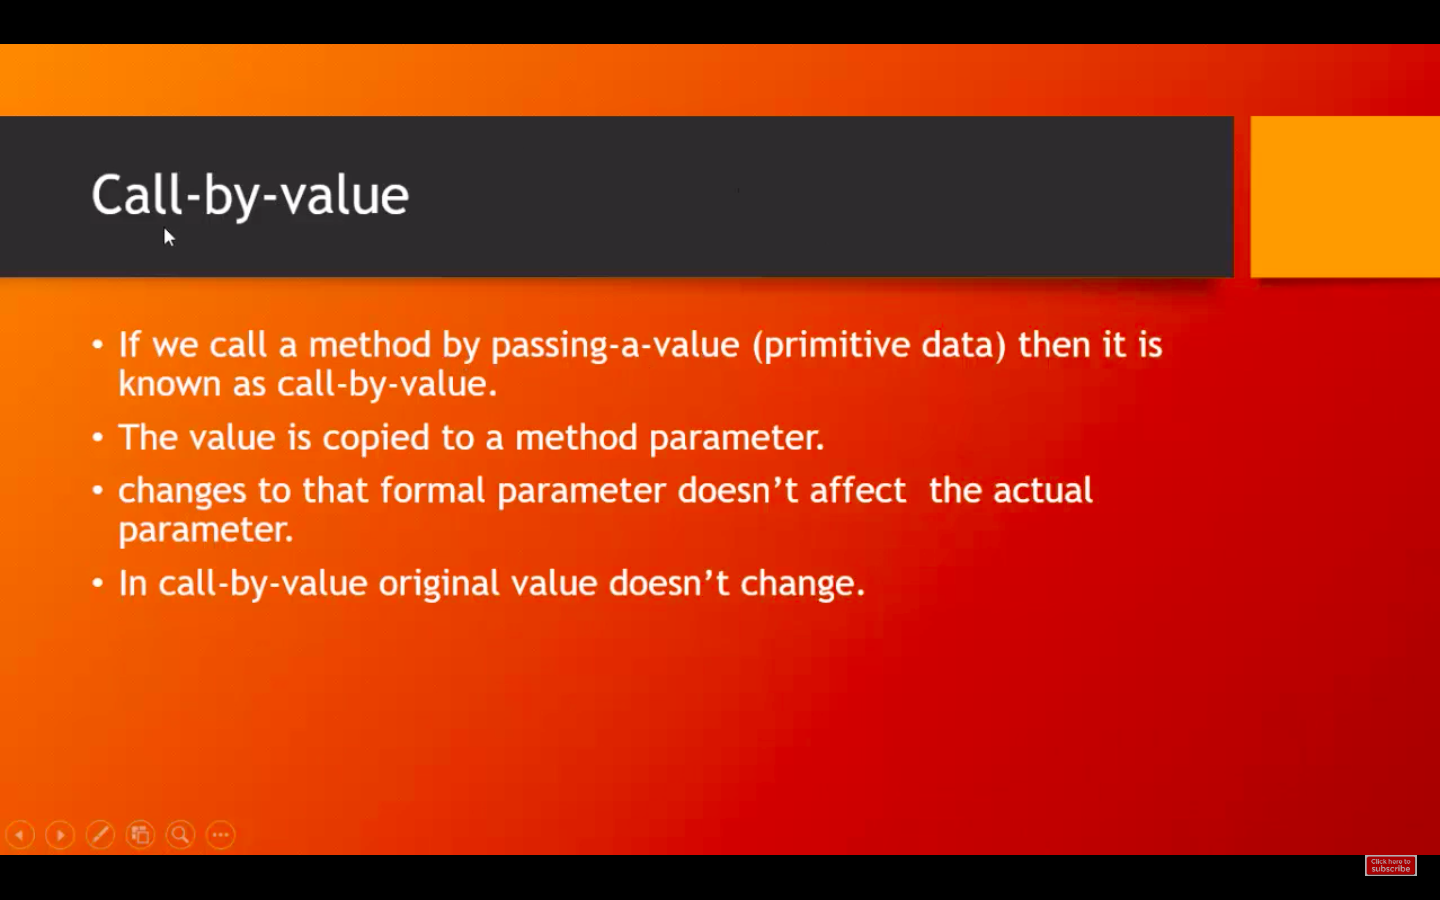 Call-by-value
• If we call a method by passing-a-value (primitive data) then it is
known as call-by-value.
• The value is copied to a method parameter.
• changes to that formal parameter doesn’t affect  the actual
parameter.
• In call-by-value original value doesn’t change.
Click here to
subscribe